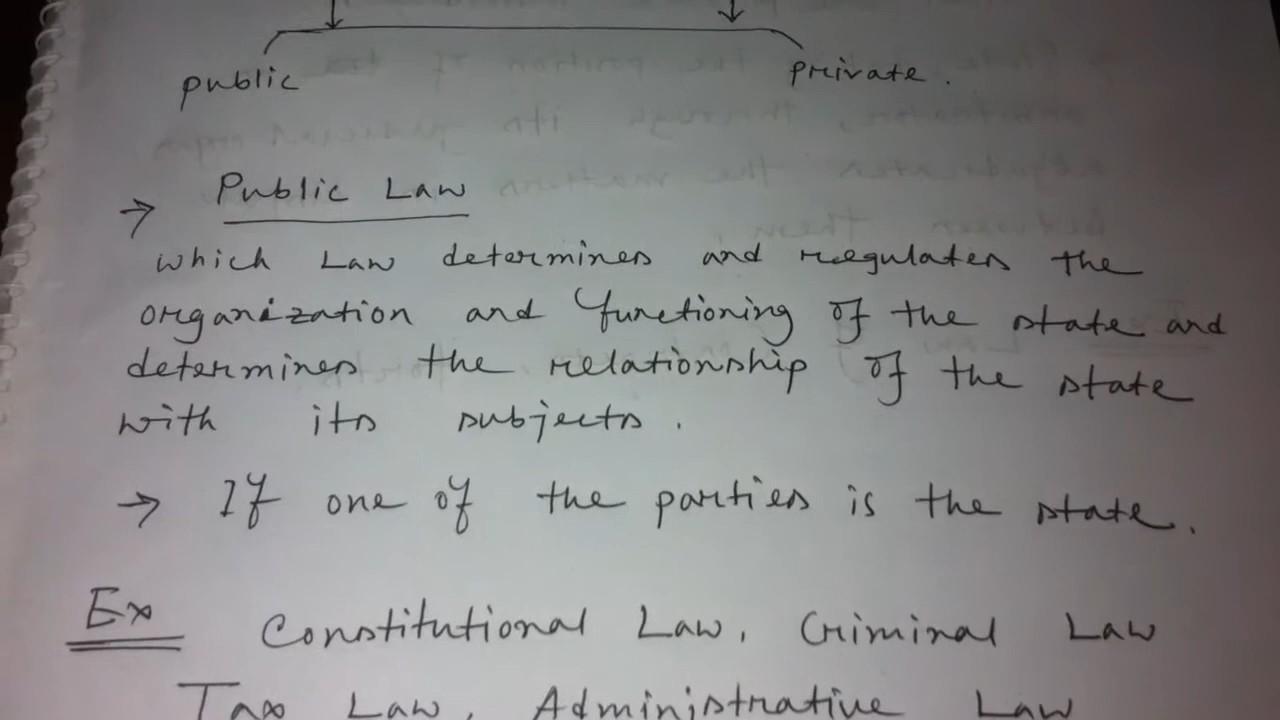 public private.
→ Public Law
which Law determines and regulates the
organization and functioning of the state and
determines the relationship of the state
with its subjects.
→ If one of the parties is the state.
Ex Constitutional Law, Criminal Law
Tax Law, Administrative Law